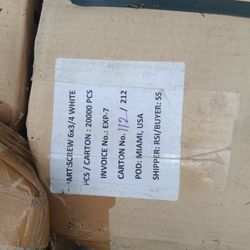 PART:SCREW 6x3/4 WHITE
PCS / CARTON : 20000 PCS
INVOICE No.: EXP-7
CARTON No. 112 / 212
POD: MIAMI, USA
SHIPPER: RSI/BUYER: SS